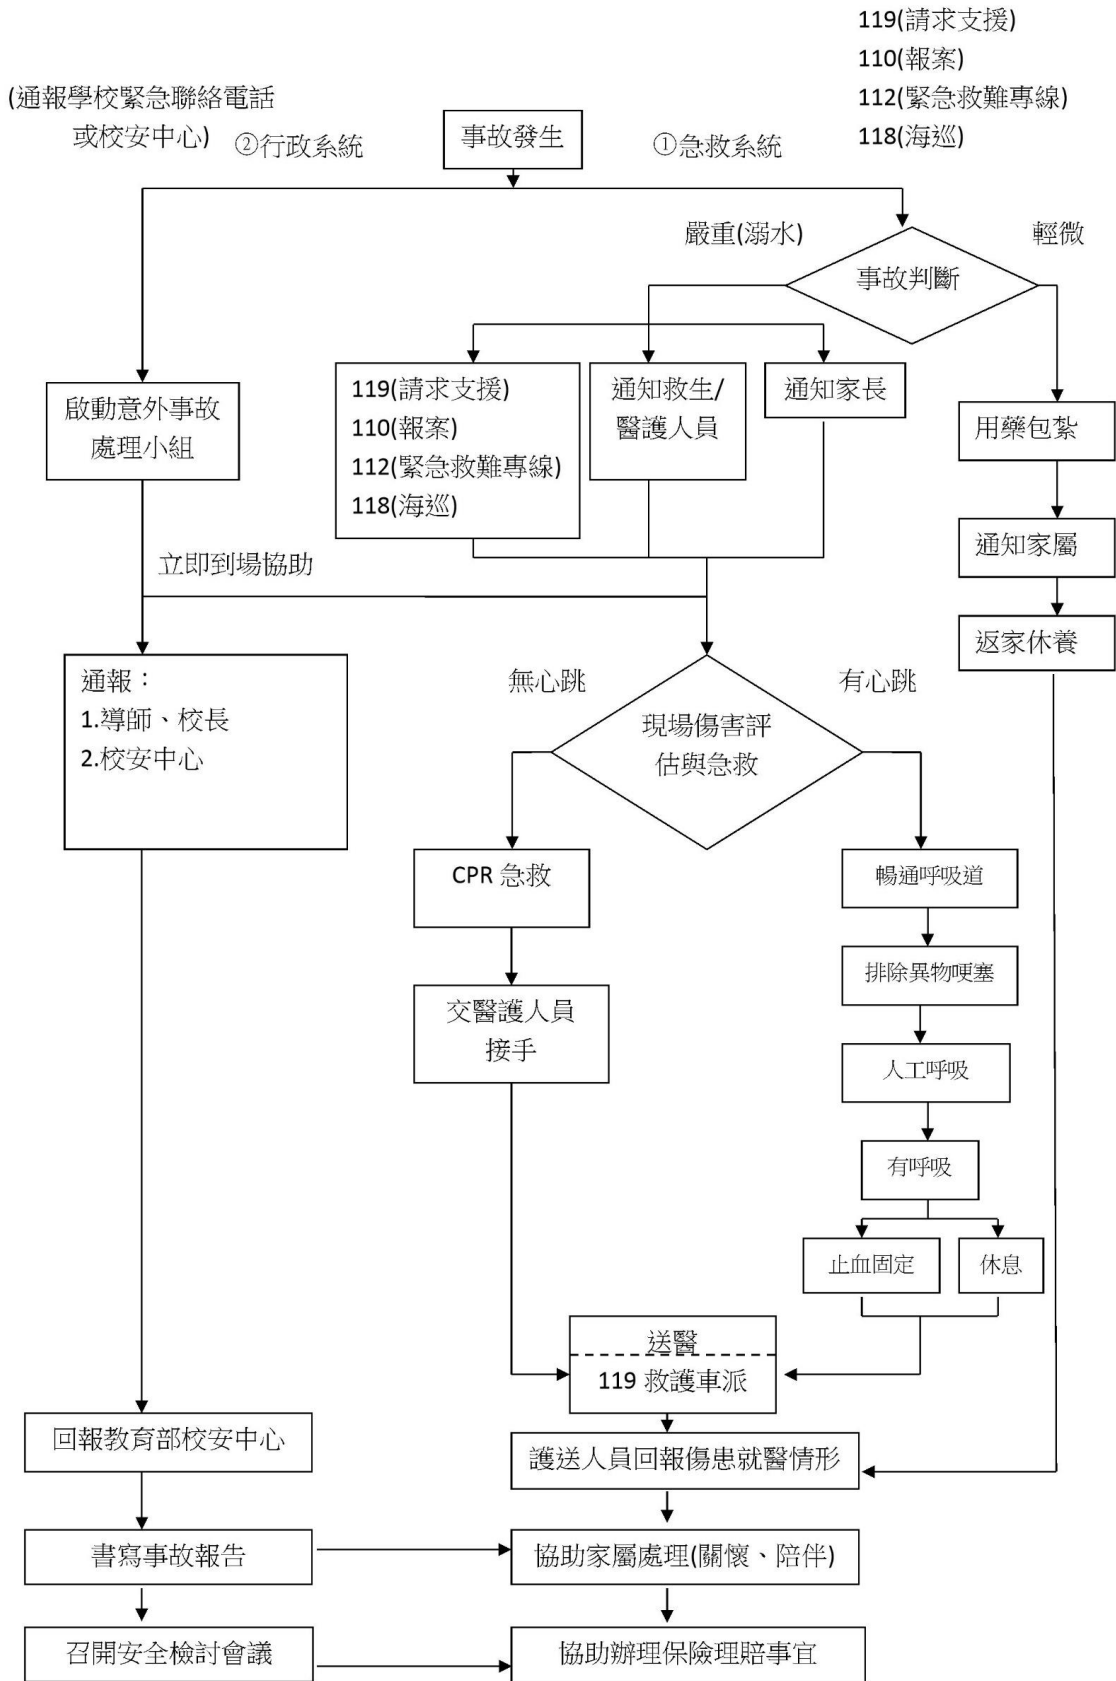 119(請求支援)
110(報案)
112(緊急救難專線)
118(海巡)
(通報學校緊急聯絡電話
或校安中心)
②行政系統
事故發生
①急救系統
嚴重(溺水)
輕微
事故判斷
啟動意外事故
處理小組
119(請求支援)
110(報案)
112(緊急救難專線)
118(海巡)
通知救生/
醫護人員
通知家長
用藥包紮
通知家屬
返家休養
立即到場協助
通報：
1.導師、校長
2.校安中心
無心跳
有心跳
現場傷害評
估與急救
CPR 急救
交醫護人員
接手
暢通呼吸道
排除異物哽塞
人工呼吸
有呼吸
止血固定
休息
送醫
119 救護車派
回報教育部校安中心
護送人員回報傷患就醫情形
書寫事故報告
協助家屬處理(關懷、陪伴)
召開安全檢討會議
協助辦理保險理賠事宜